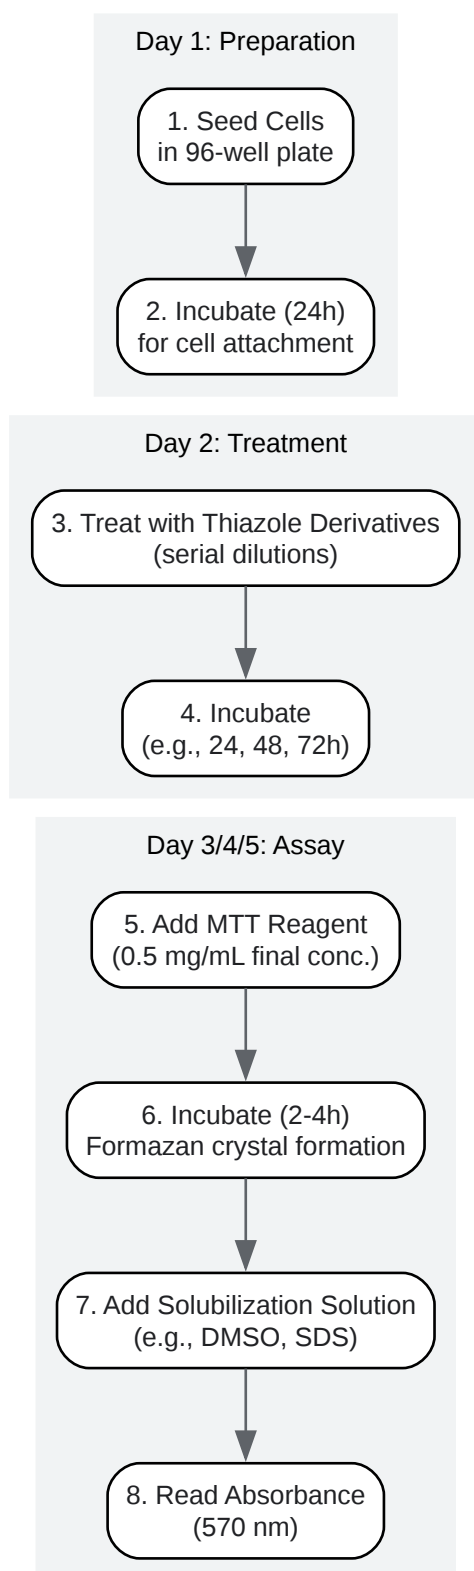 Day 1: Preparation
1. Seed Cells
in 96-well plate
2. Incubate (24h)
for cell attachment
Day 2: Treatment
3. Treat with Thiazole Derivatives
(serial dilutions)
4. Incubate
(e.g., 24, 48, 72h)
Day 3/4/5: Assay
5. Add MTT Reagent
(0.5 mg/mL final conc.)
6. Incubate (2-4h)
Formazan crystal formation
7. Add Solubilization Solution
(e.g., DMSO, SDS)
8. Read Absorbance
(570 nm)